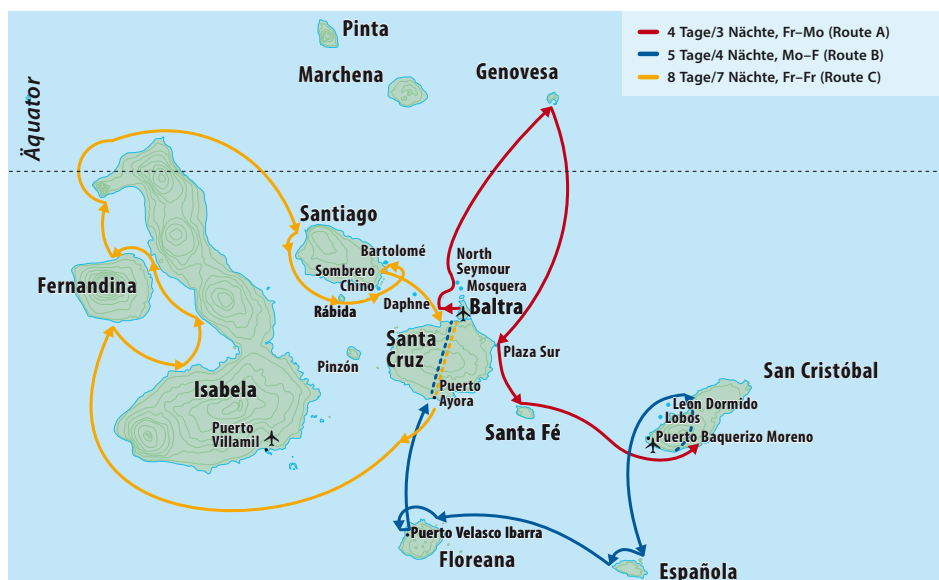 Pinta
Marchena
Genovesa
4 Tage/3 Nächte, Fr–Mo (Route A)
5 Tage/4 Nächte, Mo–F (Route B)
8 Tage/7 Nächte, Fr–Fr (Route C)
Äquator
Santiago
Bartolomé
Sombrero
Chino
North
Seymour
Mosquera
Fernandina
Rábida
Daphne
Baltra
Santa
Cruz
Plaza Sur
Pinzón
Isabela
Puerto
Ayora
San Cristóbal
Leon Dormido
Lobos
Puerto
Villamil
Santa Fé
Puerto Baquerizo Moreno
Puerto Velasco Ibarra
Floreana
Española